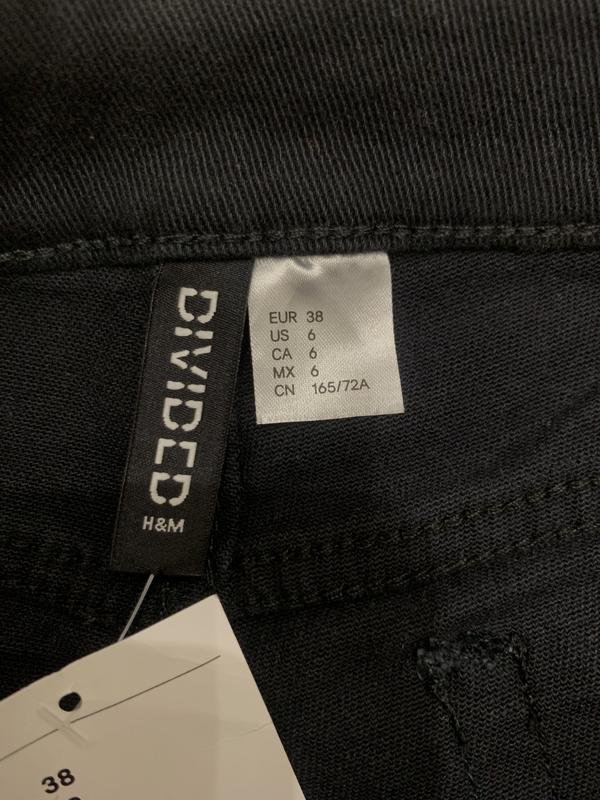 DIVIDED
H&M
EUR 38
US 6
CA 6
MX 6
CN 165/72A
38